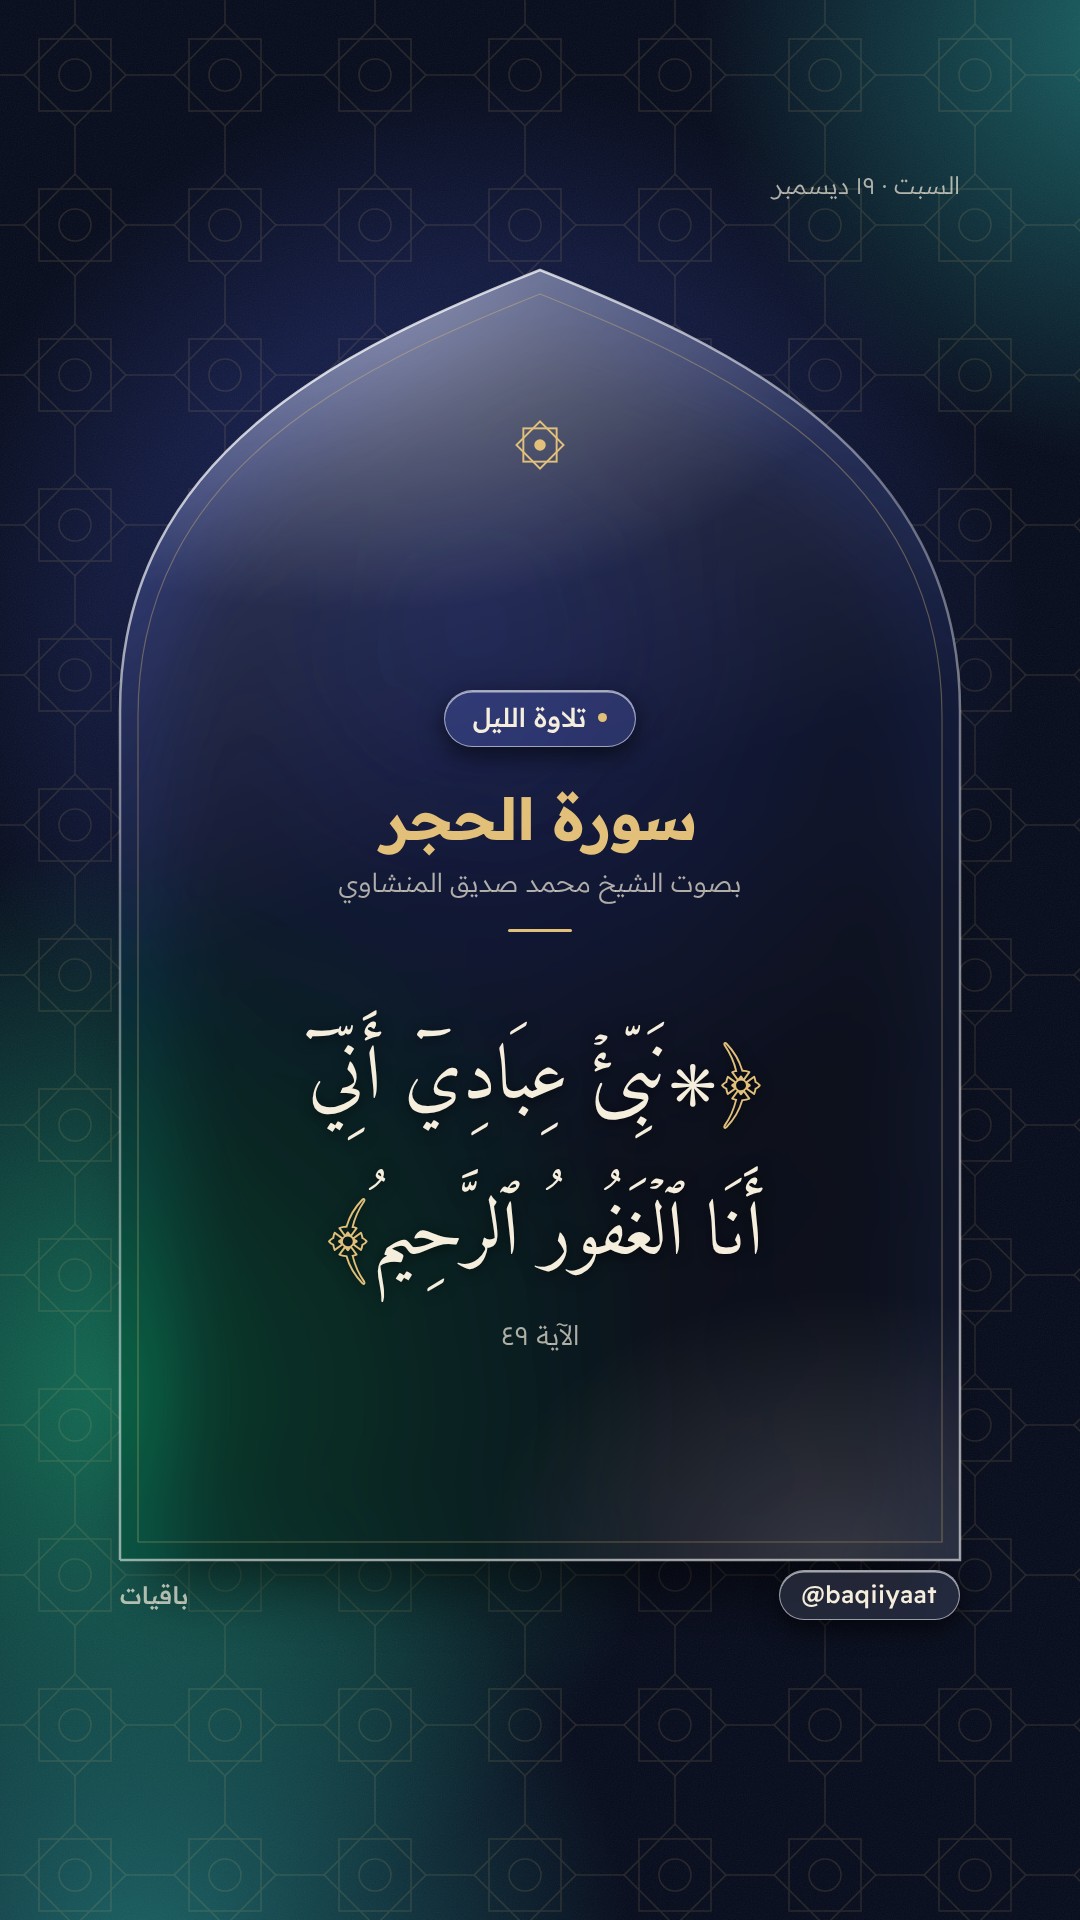 السبت · ١٩ ديسمبر
تلاوة الليل
سورة الحجر
بصوت الشيخ محمد صديق المنشاوي
﴿۞نَبِّئۡ عِبَادِيٓ أَنِّيٓ
أَنَا ٱلۡغَفُورُ ٱلرَّحِيمُ﴾
الآية ٤٩
@baqiiyaat
باقيات